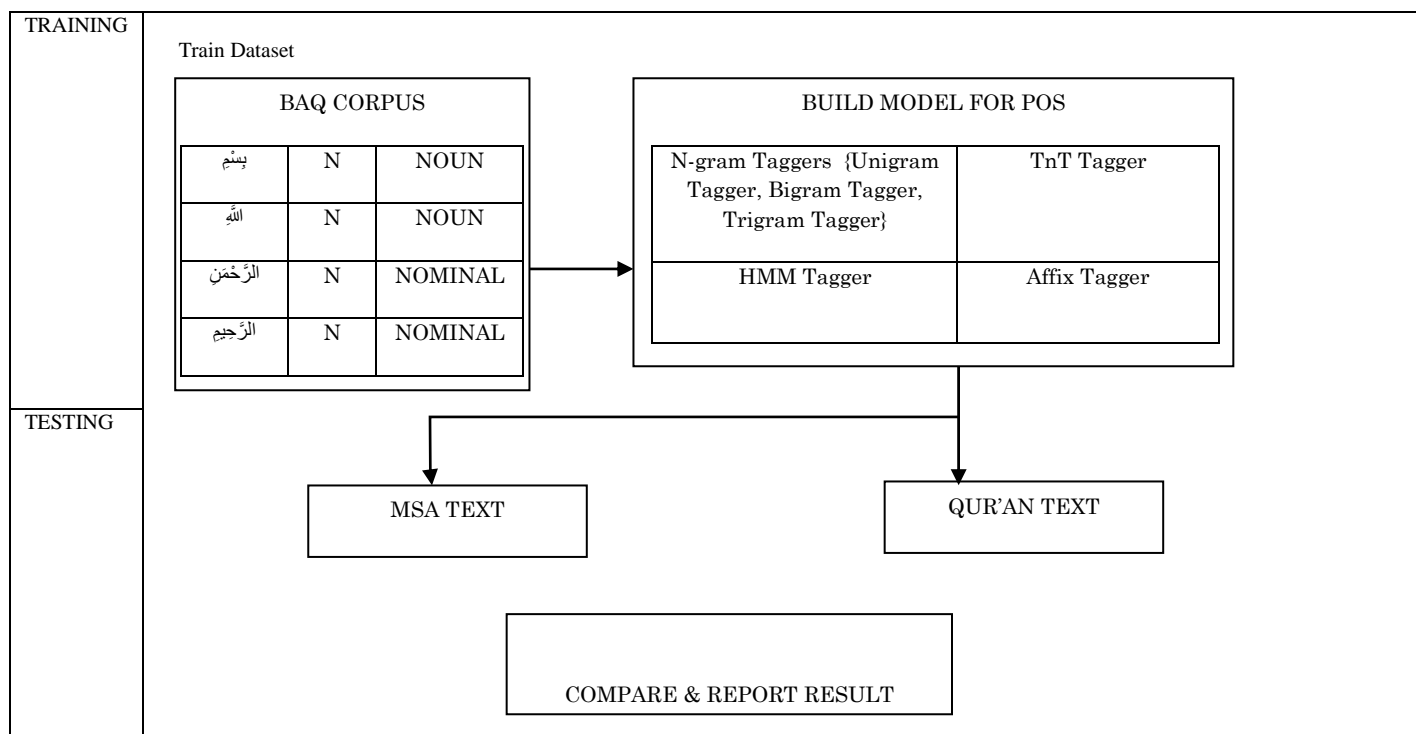 TRAINING
Train Dataset
BAQ CORPUS
بِسْمِ N NOUN
اللَّهِ N NOUN
الرَّحْمَنِ N NOMINAL
الرَّحِيمِ N NOMINAL
BUILD MODEL FOR POS
N-gram Taggers {Unigram
Tagger, Bigram Tagger,
Trigram Tagger}
TnT Tagger
HMM Tagger
Affix Tagger
TESTING
MSA TEXT
QUR’AN TEXT
COMPARE & REPORT RESULT